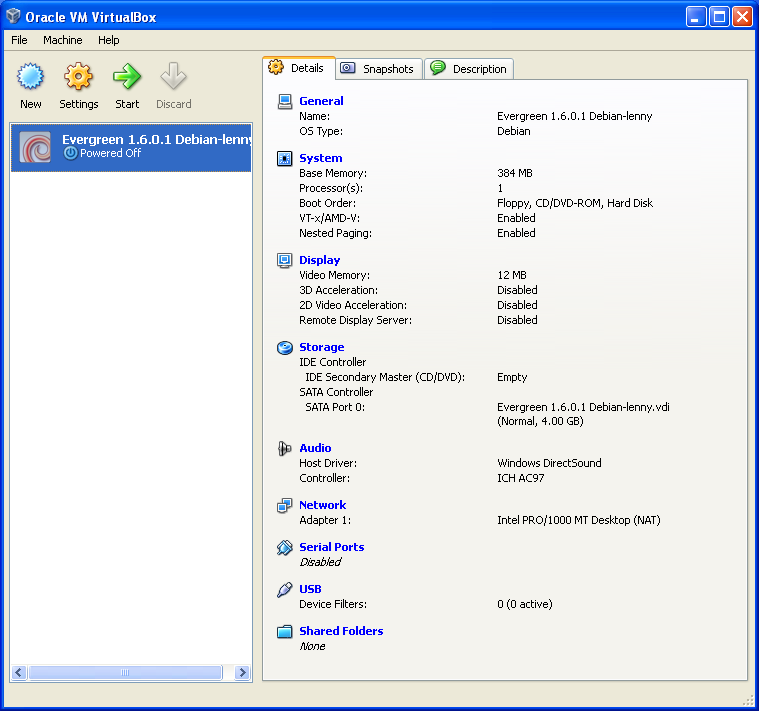 Oracle VM VirtualBox
File Machine Help
New Settings Start Discard
Details Snapshots Description
Evergreen 1.6.0.1 Debian-lenny
Powered Off
General
Name: Evergreen 1.6.0.1 Debian-lenny
OS Type: Debian
System
Base Memory: 384 MB
Processor(s): 1
Boot Order: Floppy, CD/DVD-ROM, Hard Disk
VT-x/AMD-V: Enabled
Nested Paging: Enabled
Display
Video Memory: 12 MB
3D Acceleration: Disabled
2D Video Acceleration: Disabled
Remote Display Server: Disabled
Storage
IDE Controller
IDE Secondary Master (CD/DVD): Empty
SATA Controller
SATA Port 0: Evergreen 1.6.0.1 Debian-lenny.vdi
(Normal, 4.00 GB)
Audio
Host Driver: Windows DirectSound
Controller: ICH AC97
Network
Adapter 1: Intel PRO/1000 MT Desktop (NAT)
Serial Ports
Disabled
USB
Device Filters: 0 (0 active)
Shared Folders
None